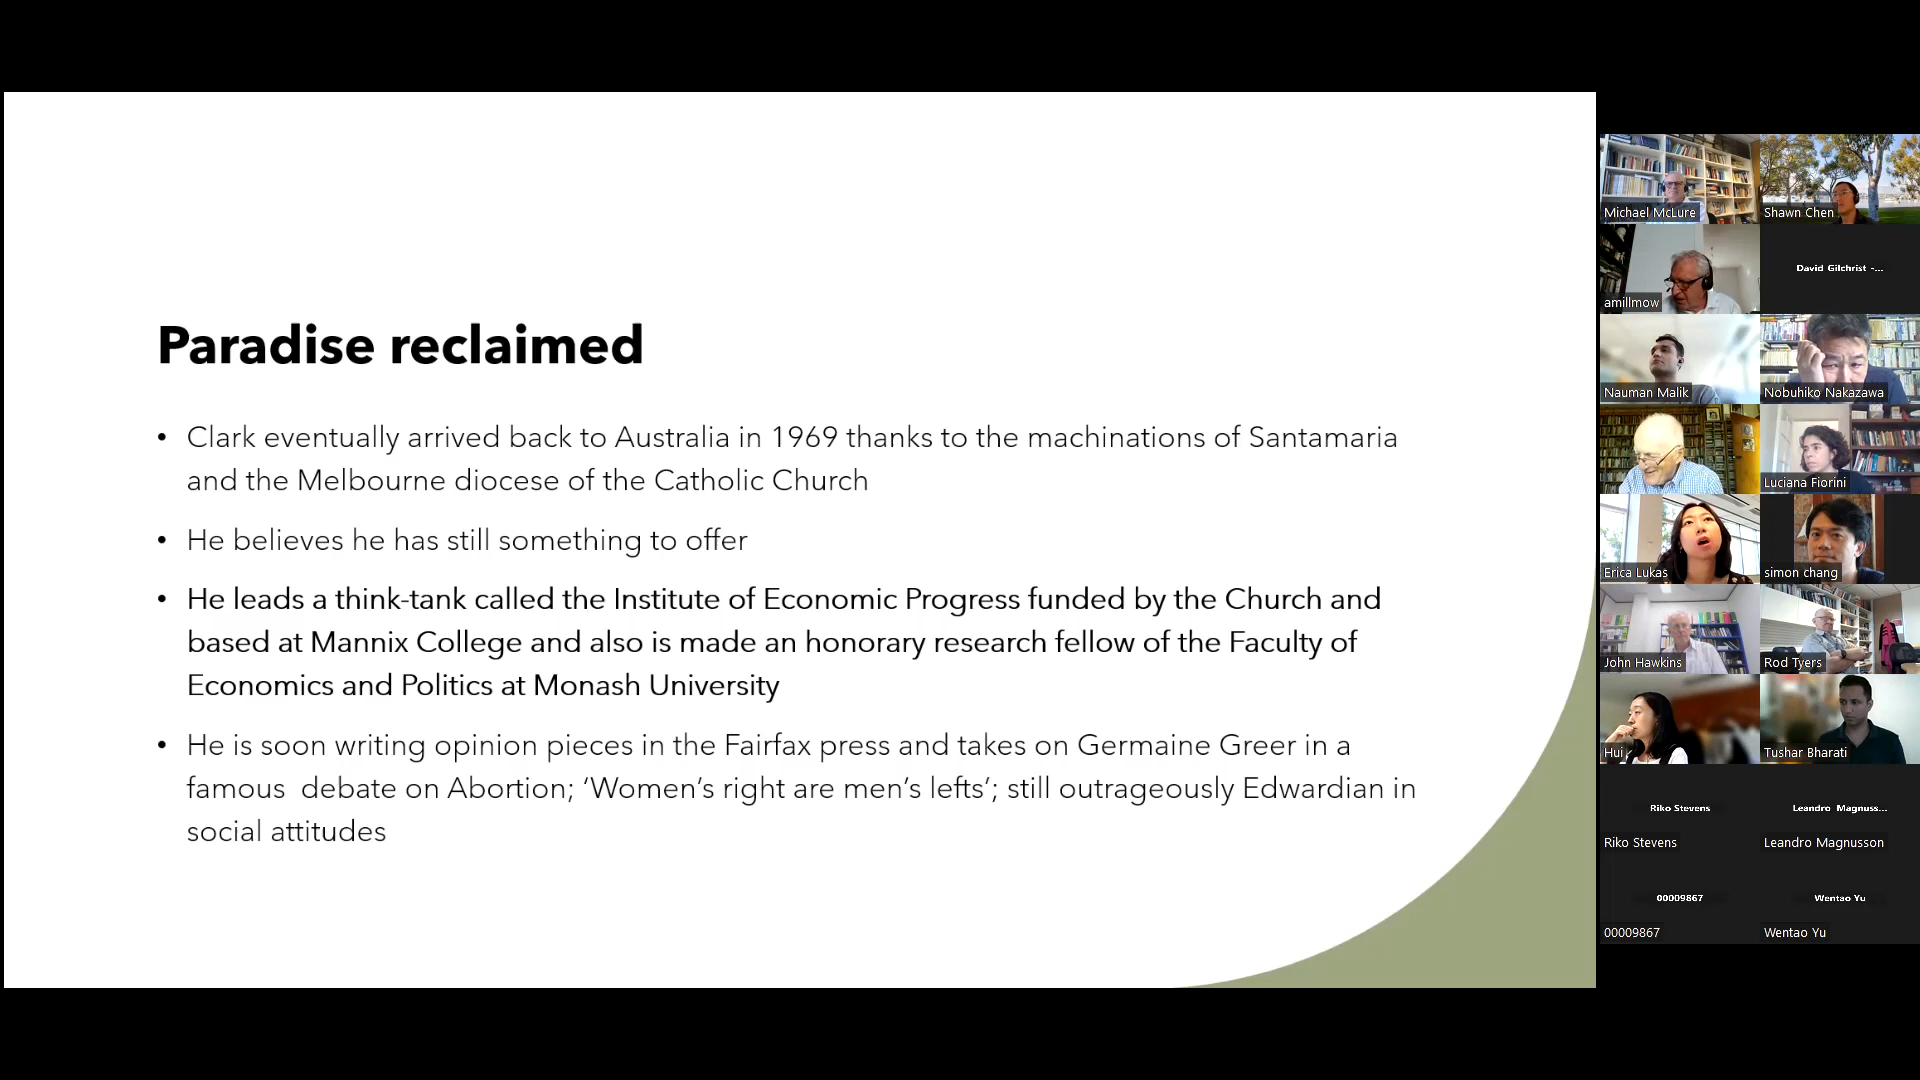 Paradise reclaimed
• Clark eventually arrived back to Australia in 1969 thanks to the machinations of Santamaria
and the Melbourne diocese of the Catholic Church
• He believes he has still something to offer
• He leads a think-tank called the Institute of Economic Progress funded by the Church and
based at Mannix College and also is made an honorary research fellow of the Faculty of
Economics and Politics at Monash University
• He is soon writing opinion pieces in the Fairfax press and takes on Germaine Greer in a
famous  debate on Abortion; ‘Women’s right are men’s lefts’; still outrageously Edwardian in
social attitudes
Michael McLure
Shawn Chen
amillmow
David Gilchrist -...
Nauman Malik
Nobuhiko Nakazawa
Luciana Fiorini
Erica Lukas
simon chang
John Hawkins
Rod Tyers
Hui
Tushar Bharati
Riko Stevens
Leandro Magnuss...
Riko Stevens
Leandro Magnusson
00009867
Wentao Yu
00009867
Wentao Yu